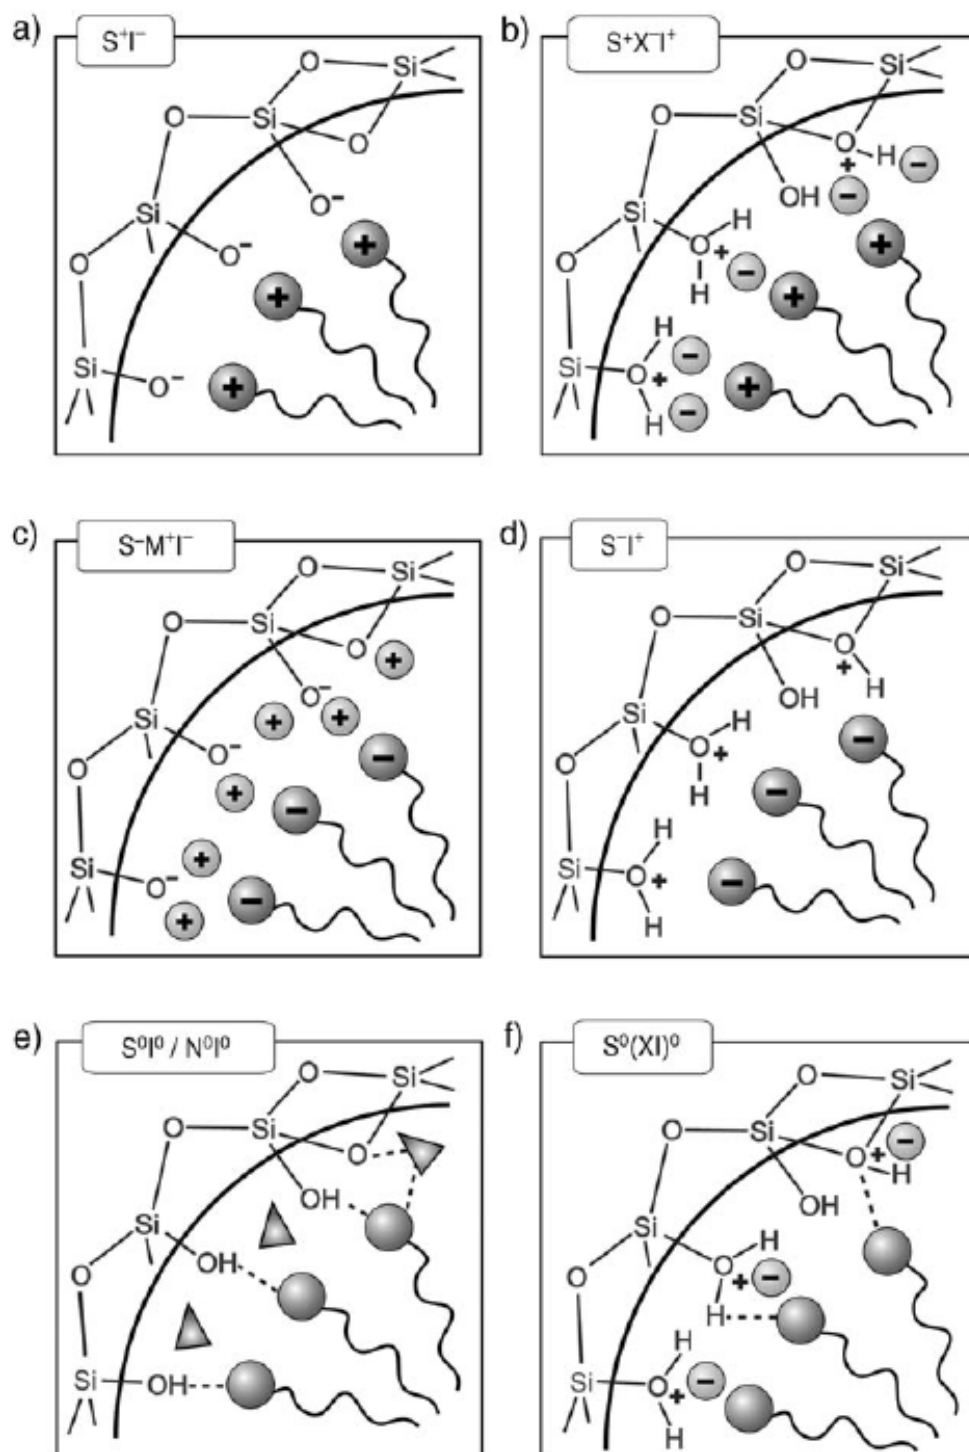 a) S⁺I⁻
O Si
O Si
O
O⁻
Si
O O⁻
+
+
Si
O⁻ +
b) S⁺X⁻I⁺
O Si
O Si
O H −
+
OH −
Si H
O + +
O −
H +
H
Si −
O +
+
H −
c) S⁻M⁺I⁻
O Si
O Si
O +
O⁻
Si + +
O O⁻ −
+ −
+
Si
O⁻ −
+
d) S⁻I⁺
O Si
O Si
O
+ H
OH
Si H
O + −
O
H −
H
Si
O + −
H
e) S⁰I⁰ / N⁰I⁰
O Si
O Si
O
OH
Si
OH
O
Si
OH
f) S⁰(XI)⁰
O Si
O Si −
O + H
OH
Si
H
O
O + −
H
H
Si
O −
+
H